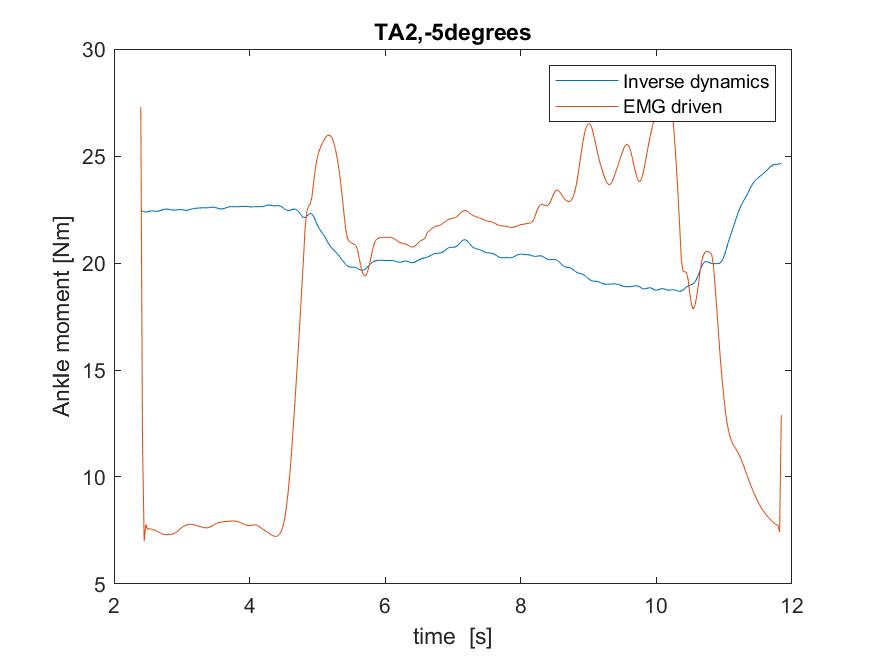 TA2,-5degrees
30
25
20
15
10
5
2 4 6 8 10 12
Ankle moment [Nm]
time [s]
Inverse dynamics
EMG driven